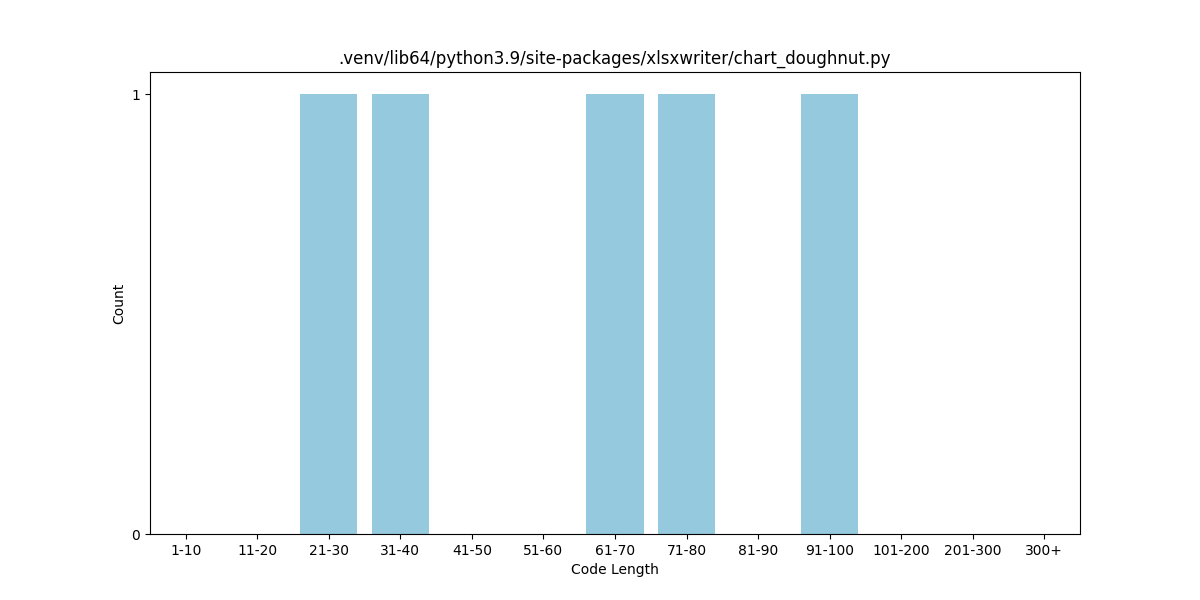 .venv/lib64/python3.9/site-packages/xlsxwriter/chart_doughnut.py
1
Count
0
1-10 11-20 21-30 31-40 41-50 51-60 61-70 71-80 81-90 91-100 101-200 201-300 300+
Code Length